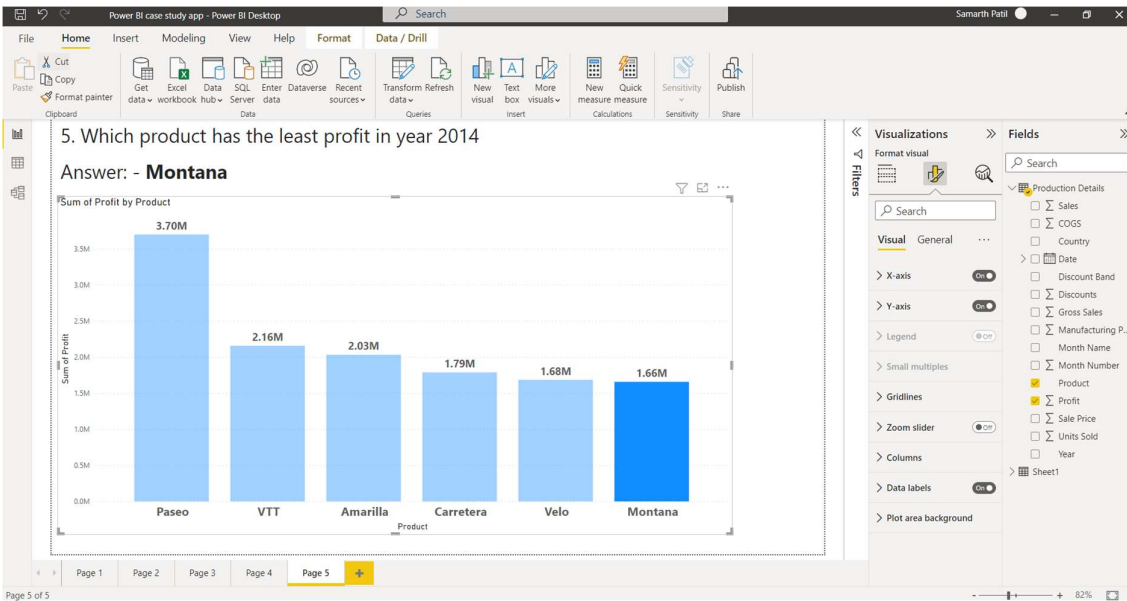 Power BI case study app - Power BI Desktop
Search
Samarth Patil
File Home Insert Modeling View Help Format Data / Drill
Paste
Cut
Copy
Format painter
Get data
Excel workbook
Data hub
SQL Server
Enter data
Dataverse
Recent sources
Transform data
Refresh
New visual
Text box
More visuals
New measure
Quick measure
Sensitivity
Publish
Clipboard
Data
Queries
Insert
Calculations
Sensitivity
Share
5. Which product has the least profit in year 2014
Answer: - Montana
Sum of Profit by Product
3.70M
2.16M
2.03M
1.79M
1.68M
1.66M
3.5M
3.0M
2.5M
2.0M
1.5M
1.0M
0.5M
0.0M
Sum of Profit
Paseo VTT Amarilla Carretera Velo Montana
Product
Filters
Visualizations
Format visual
Search
Visual General ...
X-axis On
Y-axis On
Legend Off
Small multiples
Gridlines
Zoom slider Off
Columns
Data labels On
Plot area background
Fields
Search
Production Details
∑ Sales
∑ COGS
Country
Date
Discount Band
∑ Discounts
∑ Gross Sales
∑ Manufacturing P...
Month Name
∑ Month Number
Product
∑ Profit
∑ Sale Price
∑ Units Sold
Year
Sheet1
Page 1 Page 2 Page 3 Page 4 Page 5 +
Page 5 of 5
- + 82%